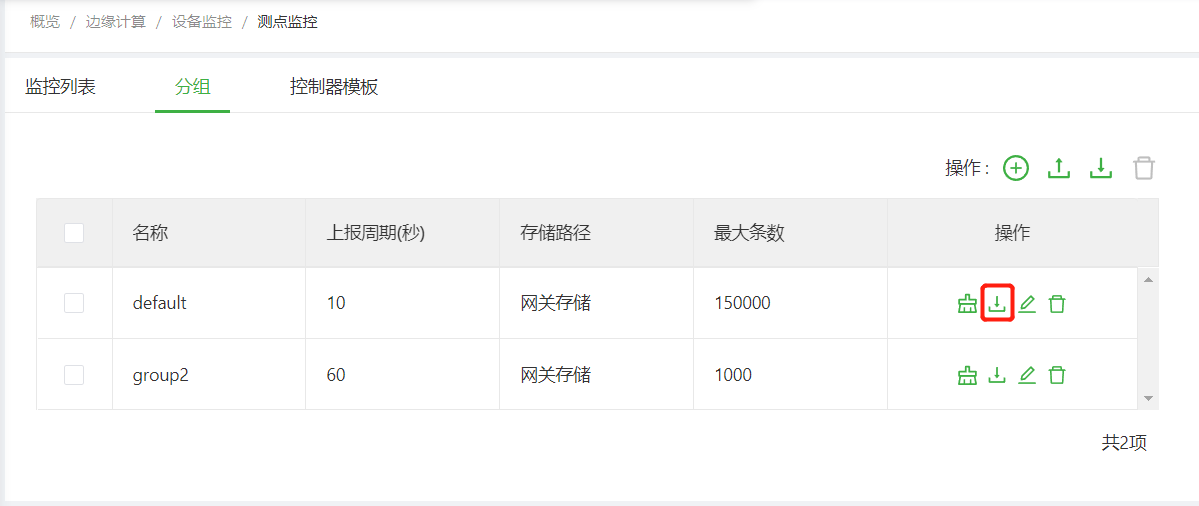 概览 / 边缘计算 / 设备监控 / 测点监控
监控列表 分组 控制器模板
操作 :
名称 上报周期(秒) 存储路径 最大条数 操作
default 10 网关存储 150000
group2 60 网关存储 1000
共2项